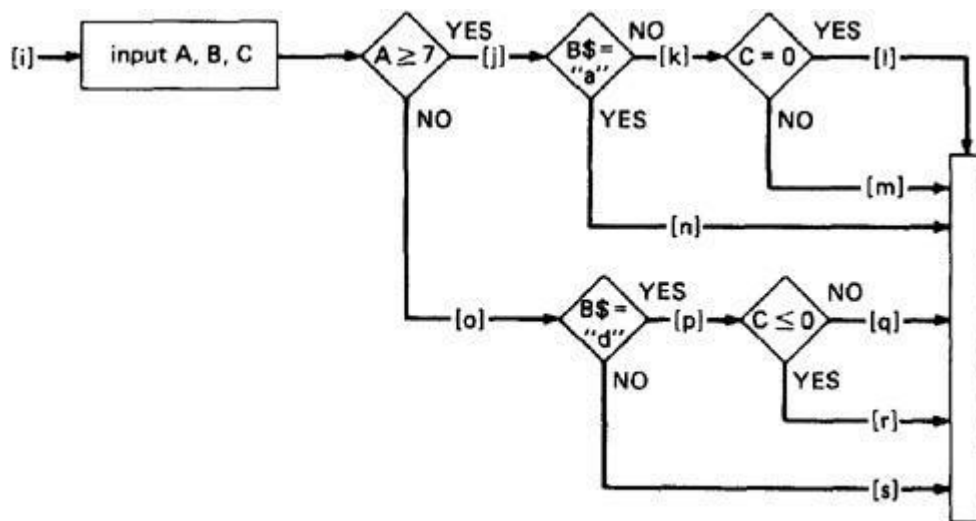 [i]
input A, B, C
A ≥ 7
YES
[j]
B$ =
"a"
NO
[k]
C = 0
YES
[l]
NO
YES
NO
[m]
[n]
[o]
B$ =
"d"
YES
[p]
C ≤ 0
NO
[q]
NO
YES
[r]
[s]